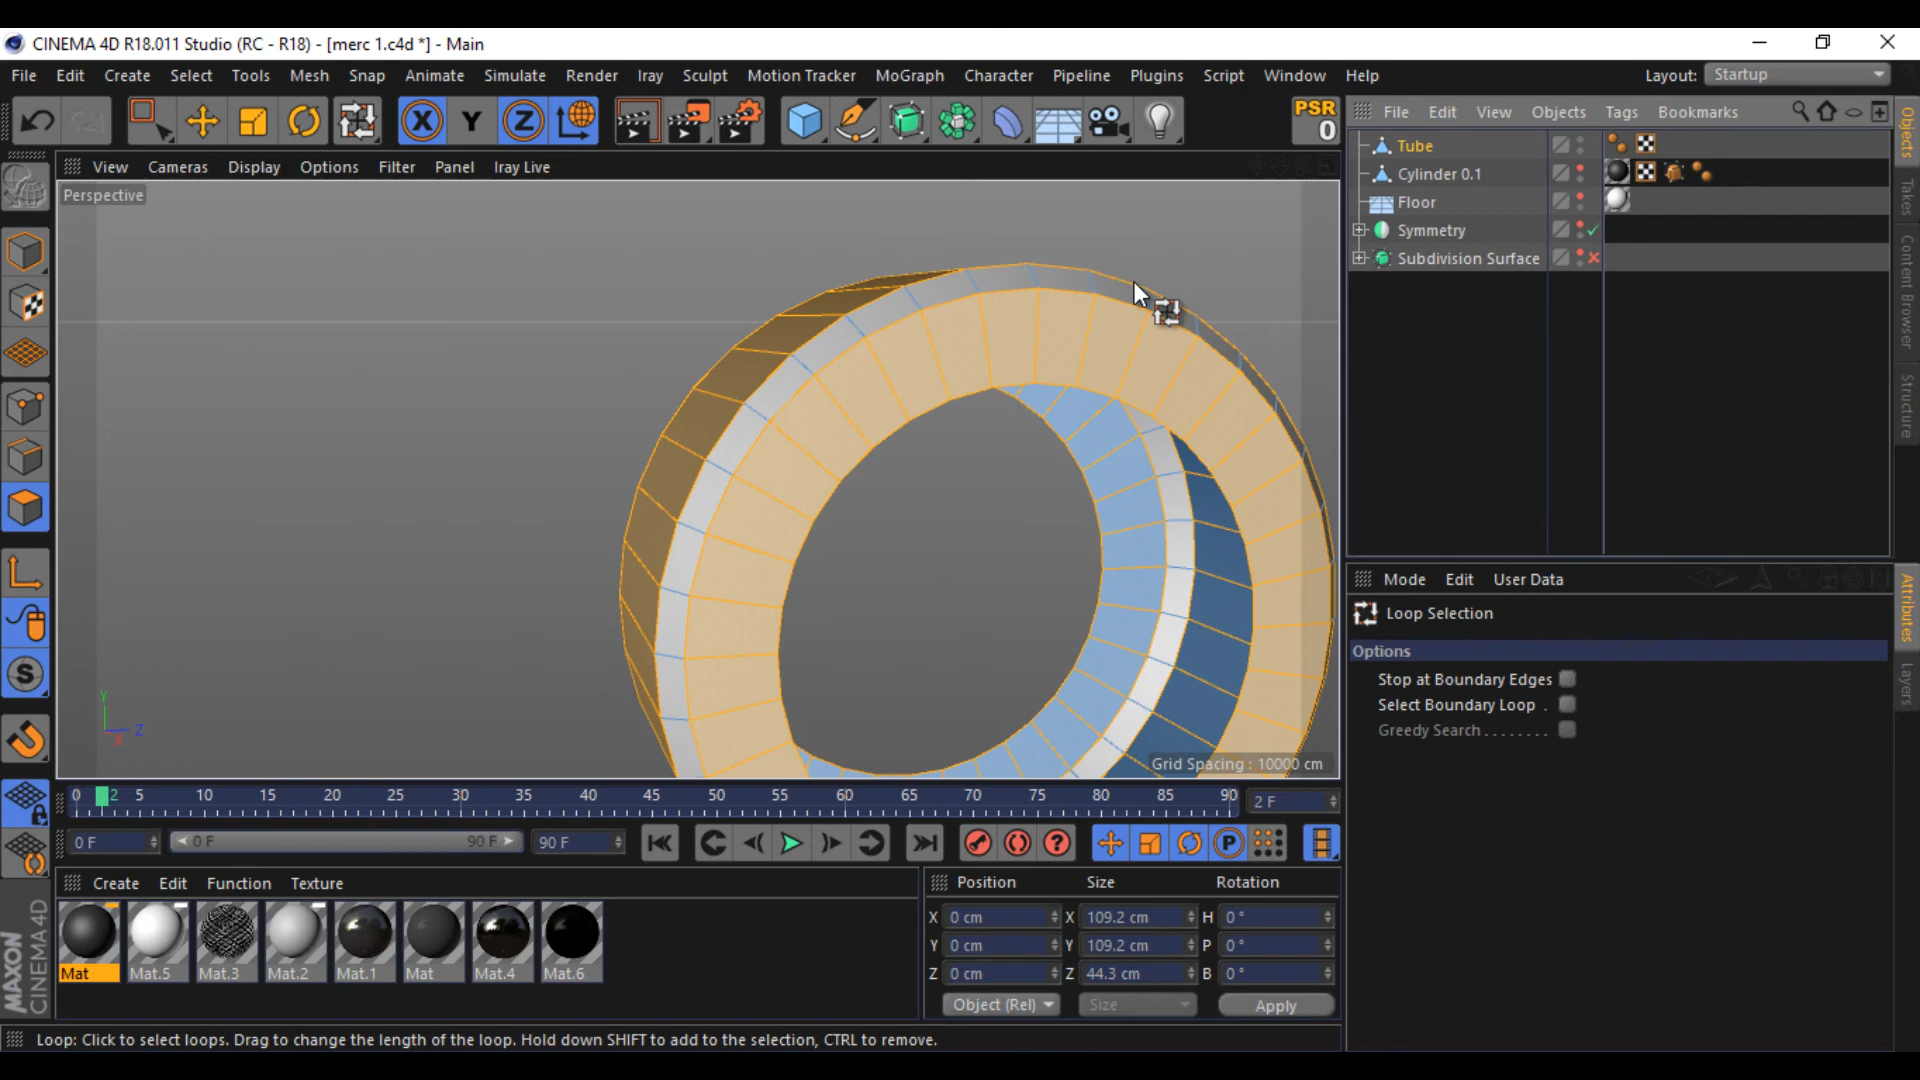 CINEMA 4D R18.011 Studio (RC - R18) - [merc 1.c4d *] - Main
File Edit Create Select Tools Mesh Snap Animate Simulate Render Iray Sculpt Motion Tracker MoGraph Character Pipeline Plugins Script Window Help Layout: Startup
X Y Z PSR 0
File Edit View Objects Tags Bookmarks
View Cameras Display Options Filter Panel Iray Live
Perspective
Tube
Cylinder 0.1
Floor
Symmetry
Subdivision Surface
Objects
Takes
Content Browser
Structure
Mode Edit User Data
Loop Selection
Options
Stop at Boundary Edges
Select Boundary Loop .
Greedy Search . . . . . . . .
Attributes
Layers
S
Y
Z
X
Grid Spacing : 10000 cm
0 2 5 10 15 20 25 30 35 40 45 50 55 60 65 70 75 80 85 90 2 F
0 F 0 F 90 F 90 F ? P
Create Edit Function Texture
Mat Mat.5 Mat.3 Mat.2 Mat.1 Mat Mat.4 Mat.6
Position Size Rotation
X 0 cm X 109.2 cm H 0 °
Y 0 cm Y 109.2 cm P 0 °
Z 0 cm Z 44.3 cm B 0 °
Object (Rel) Size Apply
MAXON CINEMA 4D
Loop: Click to select loops. Drag to change the length of the loop. Hold down SHIFT to add to the selection, CTRL to remove.